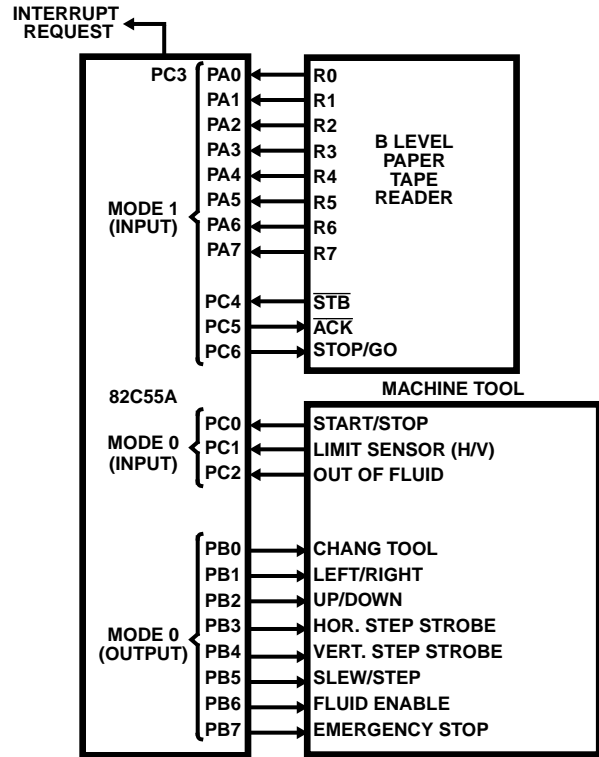 INTERRUPT
REQUEST
PC3 PA0 R0
PA1 R1
PA2 R2
PA3 R3
PA4 R4
PA5 R5
PA6 R6
PA7 R7
MODE 1
(INPUT)
B LEVEL
PAPER
TAPE
READER
PC4 STB
PC5 ACK
PC6 STOP/GO
MACHINE TOOL
82C55A
MODE 0
(INPUT)
PC0 START/STOP
PC1 LIMIT SENSOR (H/V)
PC2 OUT OF FLUID
MODE 0
(OUTPUT)
PB0 CHANG TOOL
PB1 LEFT/RIGHT
PB2 UP/DOWN
PB3 HOR. STEP STROBE
PB4 VERT. STEP STROBE
PB5 SLEW/STEP
PB6 FLUID ENABLE
PB7 EMERGENCY STOP